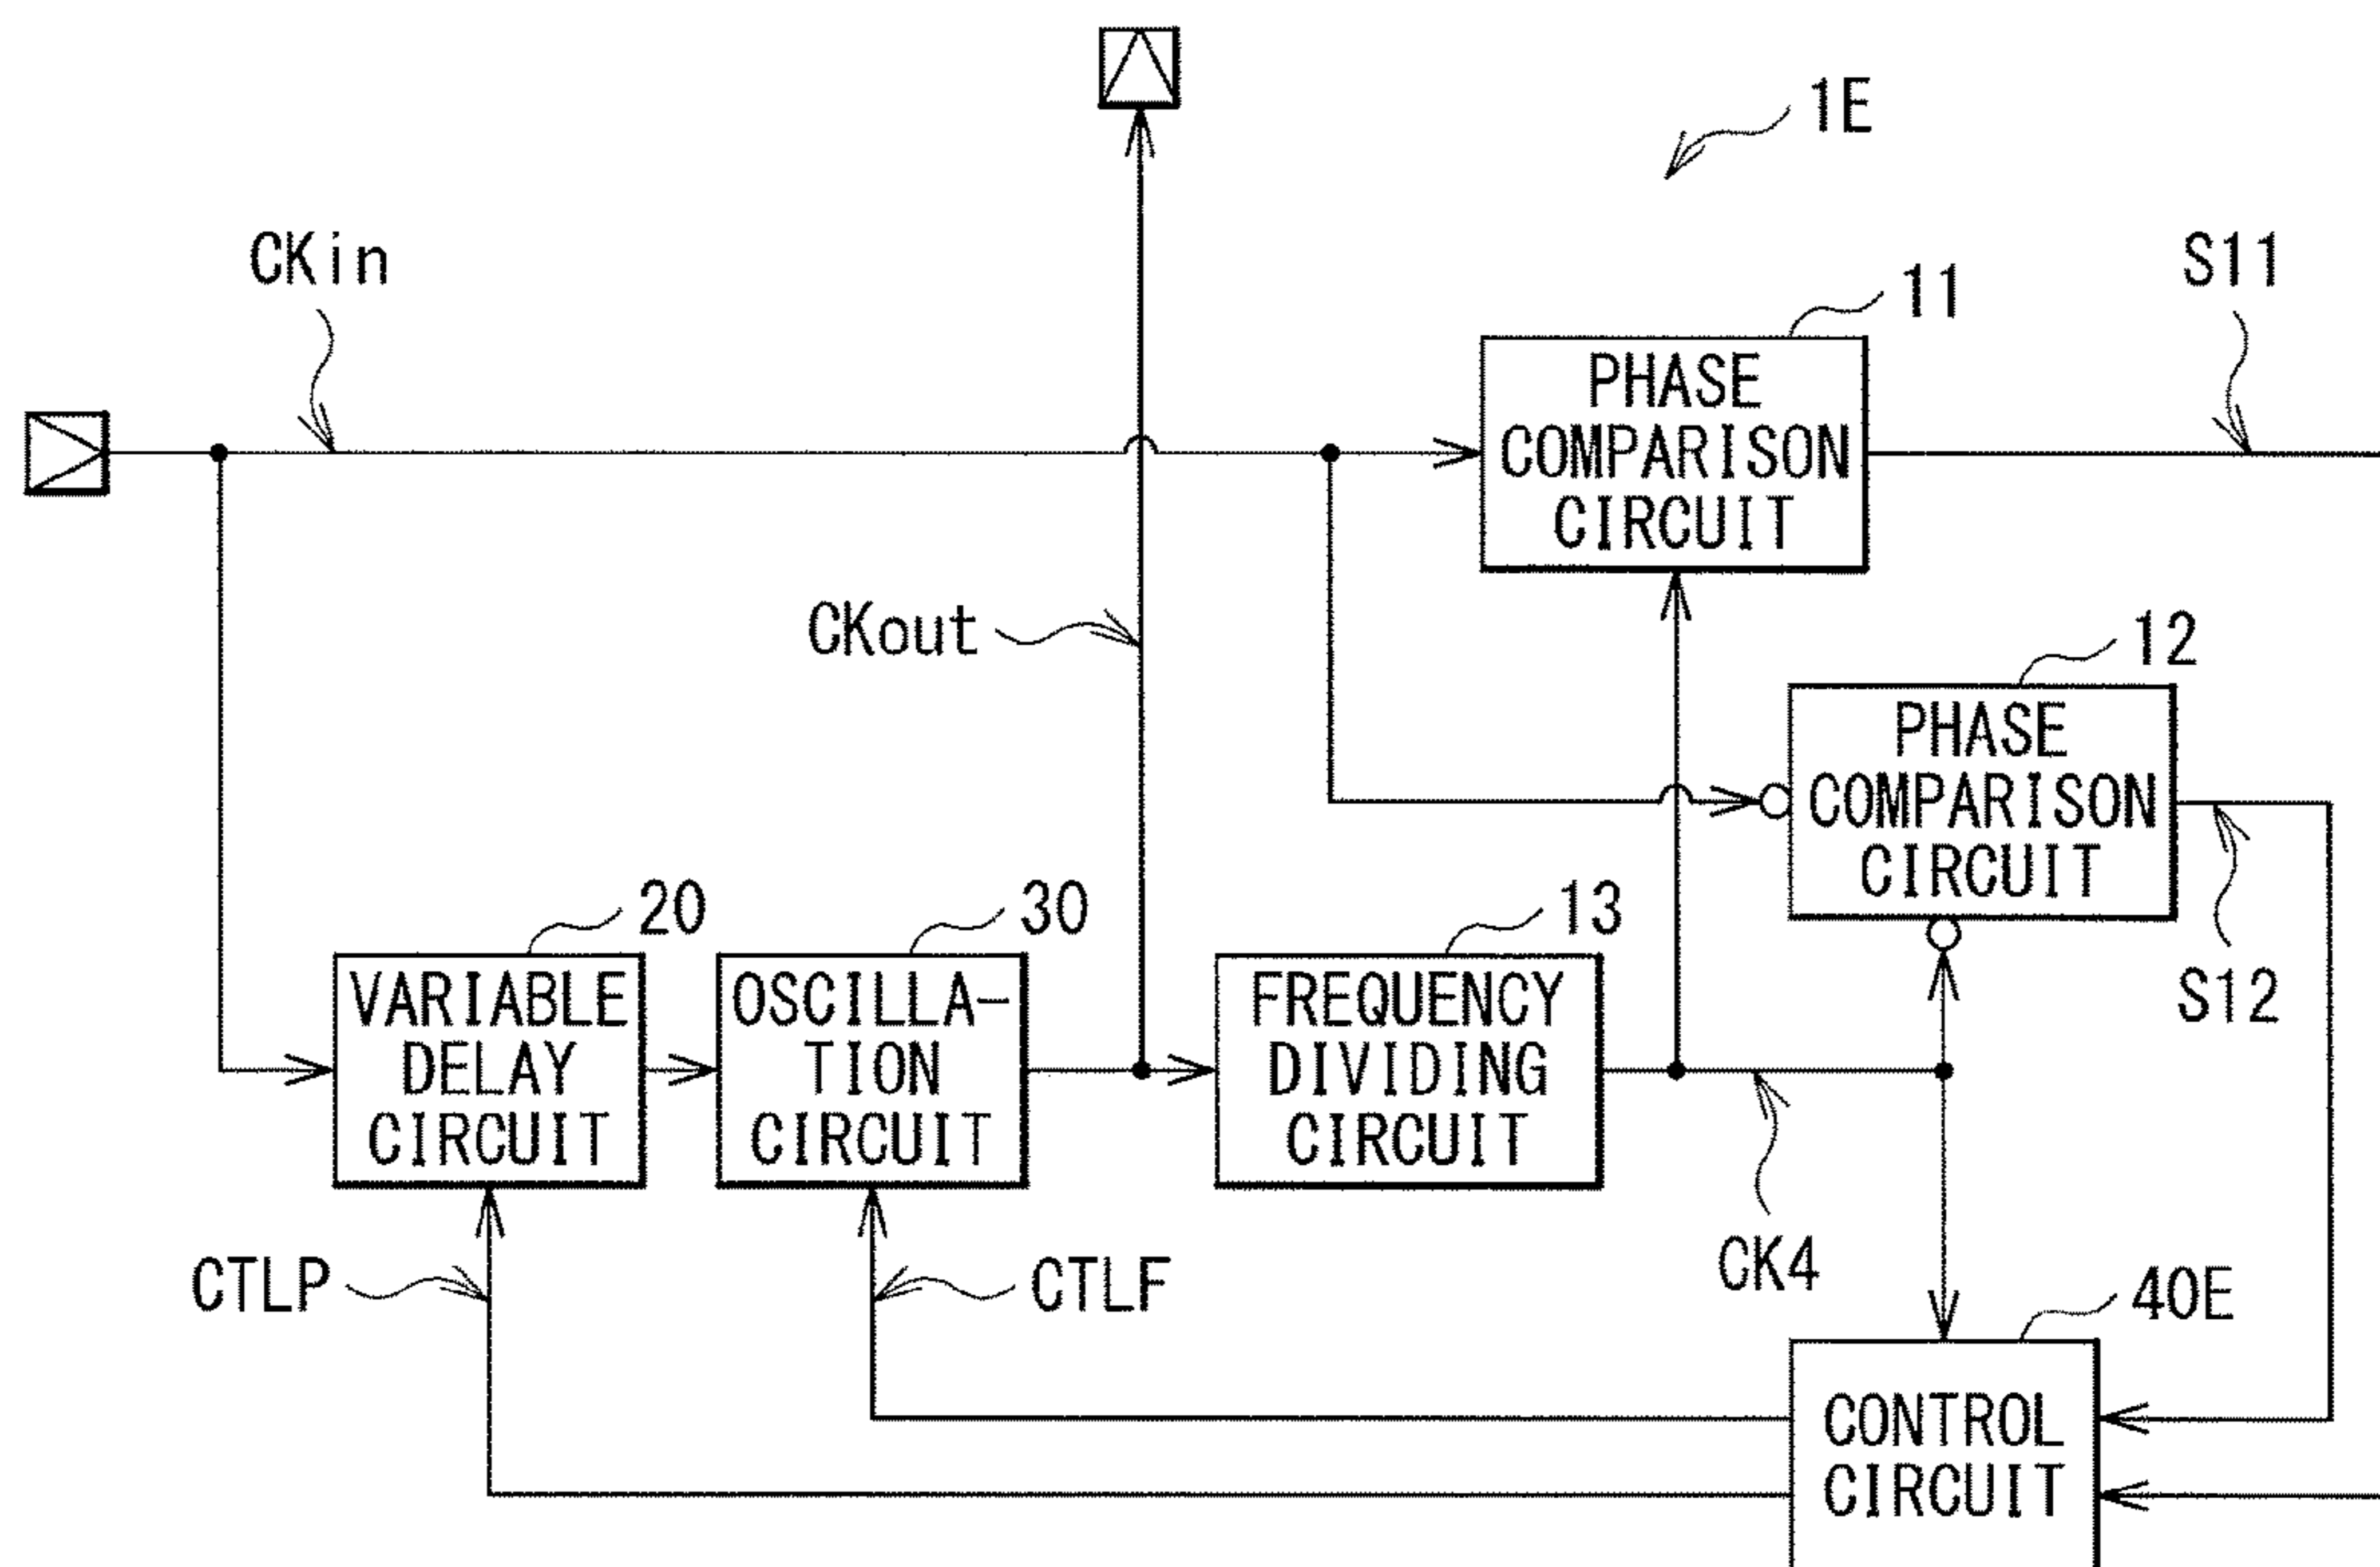 1E
CKin
S11
11
PHASE
COMPARISON
CIRCUIT
CKout
12
PHASE
COMPARISON
CIRCUIT
S12
20
30
13
VARIABLE
DELAY
CIRCUIT
OSCILLA-
TION
CIRCUIT
FREQUENCY
DIVIDING
CIRCUIT
CTLP
CTLF
CK4
40E
CONTROL
CIRCUIT